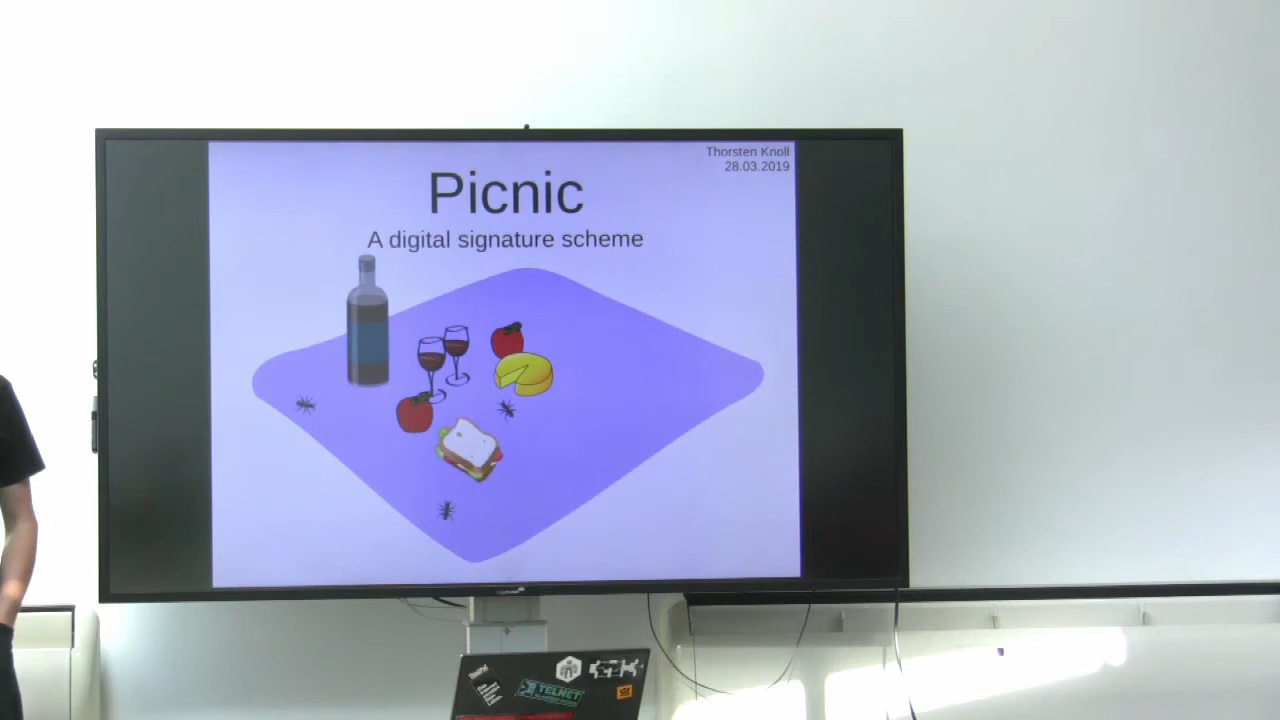 Thorsten Knoll
28.03.2019
Picnic
A digital signature scheme
TELNET